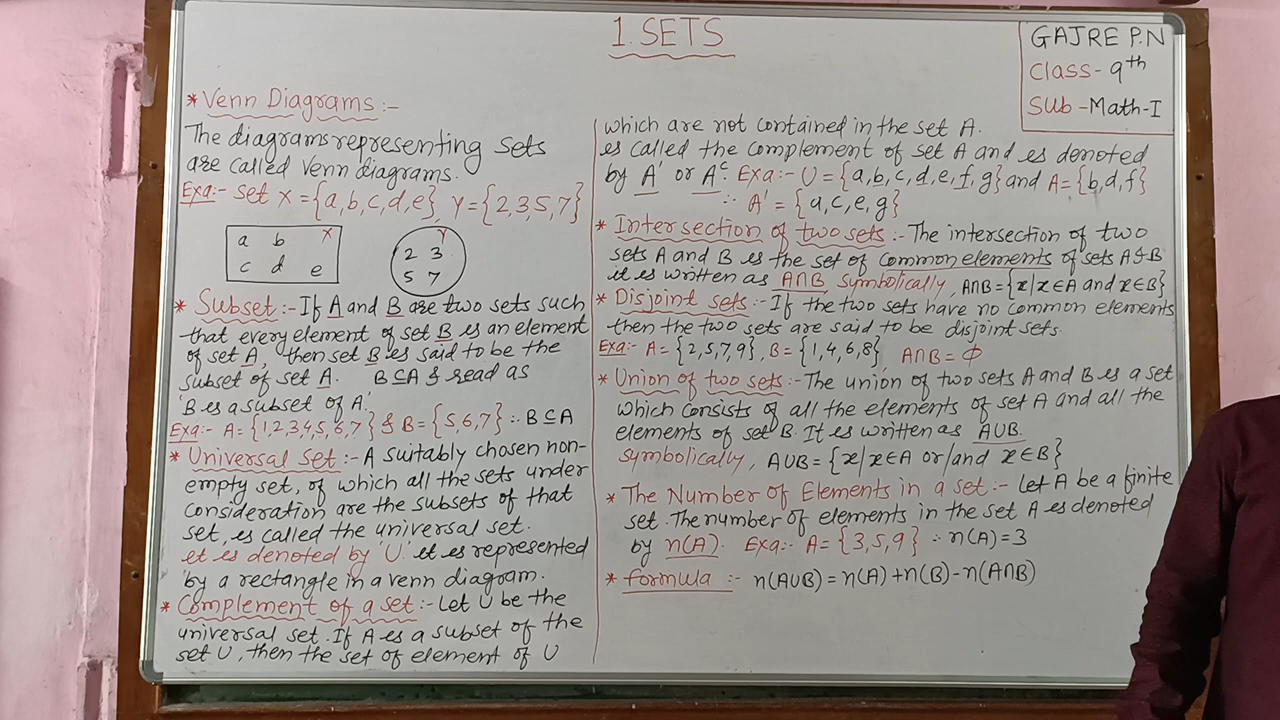 1. SETS
GAJRE P.N
Class - 9th
Sub - Math-I
* Venn Diagrams :-
The diagrams representing sets
are called Venn diagrams.
Exa:- set X = {a, b, c, d, e}, Y = {2, 3, 5, 7}
a b X
c d e
Y
2 3
5 7
* Subset :- If A and B are two sets such
that every element of set B is an element
of set A, then set B is said to be the
subset of set A. B ⊆ A & read as
'B is a subset of A'
Exa:- A = {1,2,3,4,5,6,7} & B = {5,6,7} ∴ B ⊆ A
* Universal set :- A suitably chosen non-
empty set, of which all the sets under
consideration are the subsets of that
set, is called the universal set.
it is denoted by 'U.' it is represented
by a rectangle in a venn diagram.
* Complement of a set :- Let U be the
universal set. If A is a subset of the
set U, then the set of element of U
which are not contained in the set A.
is called the complement of set A and is denoted
by A' or Aᶜ. Exa:- U = {a, b, c, d, e, f, g} and A = {b, d, f}
∴ A' = {a, c, e, g}
* Intersection of two sets :- The intersection of two
sets A and B is the set of Common elements of sets A & B
it is written as A∩B Symbolically, A∩B = {x/x∈A and x∈B}
* Disjoint sets :- If the two sets have no common elements
then the two sets are said to be disjoint sets.
Exa:- A = {2,5,7,9}, B = {1,4,6,8} A∩B = ϕ
* Union of two sets :- The union of two sets A and B is a set
which consists of all the elements of set A and all the
elements of set B. It is written as A∪B.
Symbolically, A∪B = {x/x∈A or/and x∈B}
* The Number of Elements in a set :- Let A be a finite
set. The number of elements in the set A is denoted
by n(A). Exa:- A = {3, 5, 9} ∴ n(A) = 3
* formula :- n(A∪B) = n(A) + n(B) - n(A∩B)